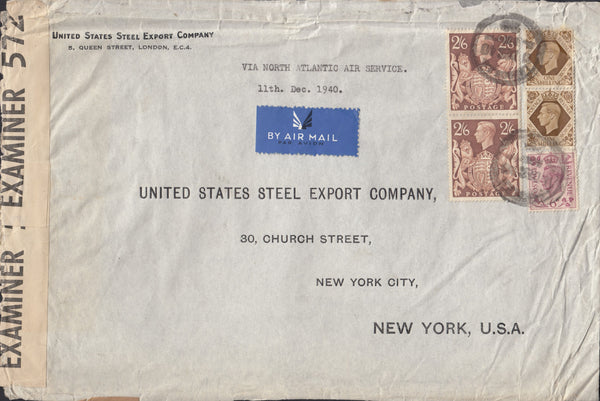 UNITED STATES STEEL EXPORT COMPANY
8, QUEEN STREET, LONDON, E.C.4.
VIA NORTH ATLANTIC AIR SERVICE.
11th. Dec. 1940.
BY AIR MAIL
PAR AVION
2/6 2/6
POSTAGE
2/6 2/6
POSTAGE
UNITED STATES STEEL EXPORT COMPANY,
30, CHURCH STREET,
NEW YORK CITY,
NEW YORK, U.S.A.
EXAMINER
EXAMINER 572